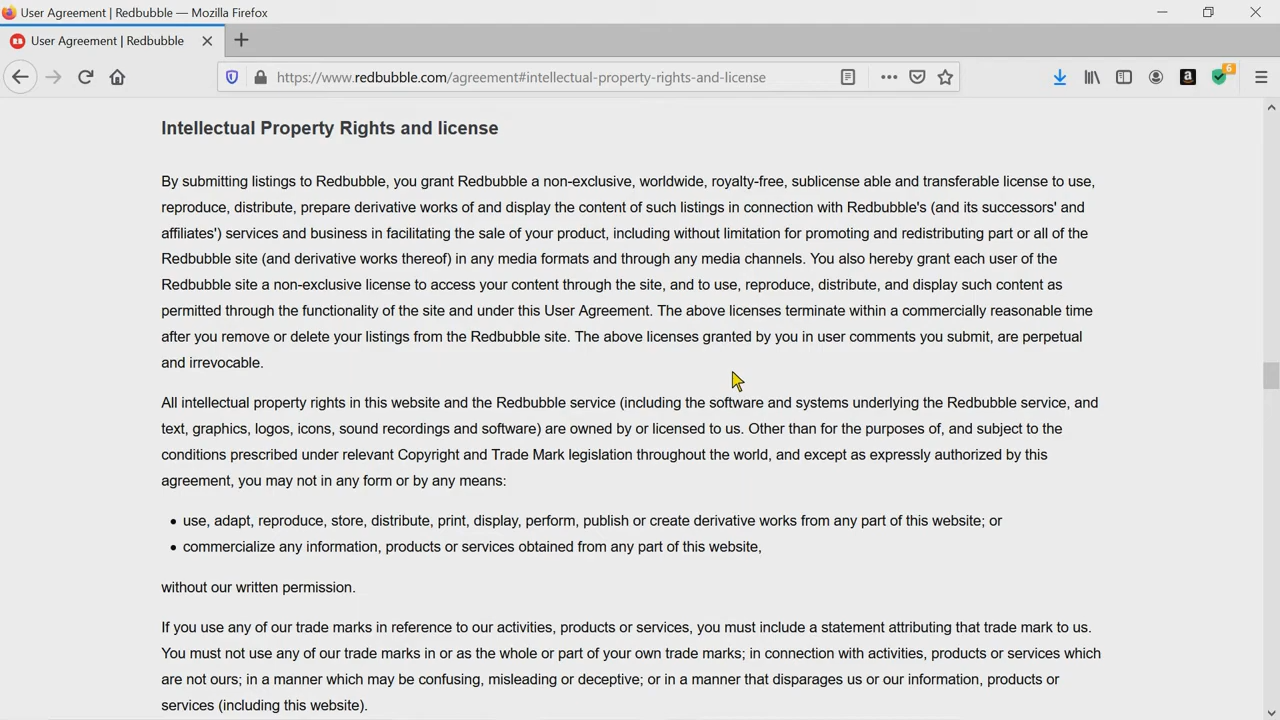 User Agreement | Redbubble — Mozilla Firefox
User Agreement | Redbubble
https://www.redbubble.com/agreement#intellectual-property-rights-and-license
6
Intellectual Property Rights and license
By submitting listings to Redbubble, you grant Redbubble a non-exclusive, worldwide, royalty-free, sublicense able and transferable license to use,
reproduce, distribute, prepare derivative works of and display the content of such listings in connection with Redbubble's (and its successors' and
affiliates') services and business in facilitating the sale of your product, including without limitation for promoting and redistributing part or all of the
Redbubble site (and derivative works thereof) in any media formats and through any media channels. You also hereby grant each user of the
Redbubble site a non-exclusive license to access your content through the site, and to use, reproduce, distribute, and display such content as
permitted through the functionality of the site and under this User Agreement. The above licenses terminate within a commercially reasonable time
after you remove or delete your listings from the Redbubble site. The above licenses granted by you in user comments you submit, are perpetual
and irrevocable.
All intellectual property rights in this website and the Redbubble service (including the software and systems underlying the Redbubble service, and
text, graphics, logos, icons, sound recordings and software) are owned by or licensed to us. Other than for the purposes of, and subject to the
conditions prescribed under relevant Copyright and Trade Mark legislation throughout the world, and except as expressly authorized by this
agreement, you may not in any form or by any means:
• use, adapt, reproduce, store, distribute, print, display, perform, publish or create derivative works from any part of this website; or
• commercialize any information, products or services obtained from any part of this website,
without our written permission.
If you use any of our trade marks in reference to our activities, products or services, you must include a statement attributing that trade mark to us.
You must not use any of our trade marks in or as the whole or part of your own trade marks; in connection with activities, products or services which
are not ours; in a manner which may be confusing, misleading or deceptive; or in a manner that disparages us or our information, products or
services (including this website).